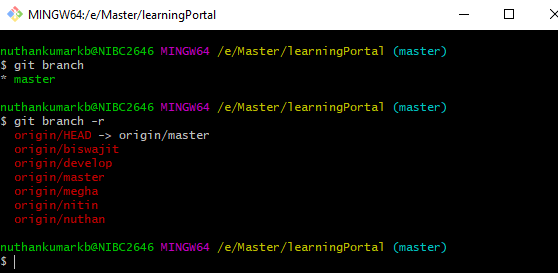 MINGW64:/e/Master/learningPortal
nuthankumarkb@NIBC2646 MINGW64 /e/Master/learningPortal (master)
$ git branch
* master
nuthankumarkb@NIBC2646 MINGW64 /e/Master/learningPortal (master)
$ git branch -r
origin/HEAD -> origin/master
origin/biswajit
origin/develop
origin/master
origin/megha
origin/nitin
origin/nuthan
nuthankumarkb@NIBC2646 MINGW64 /e/Master/learningPortal (master)
$